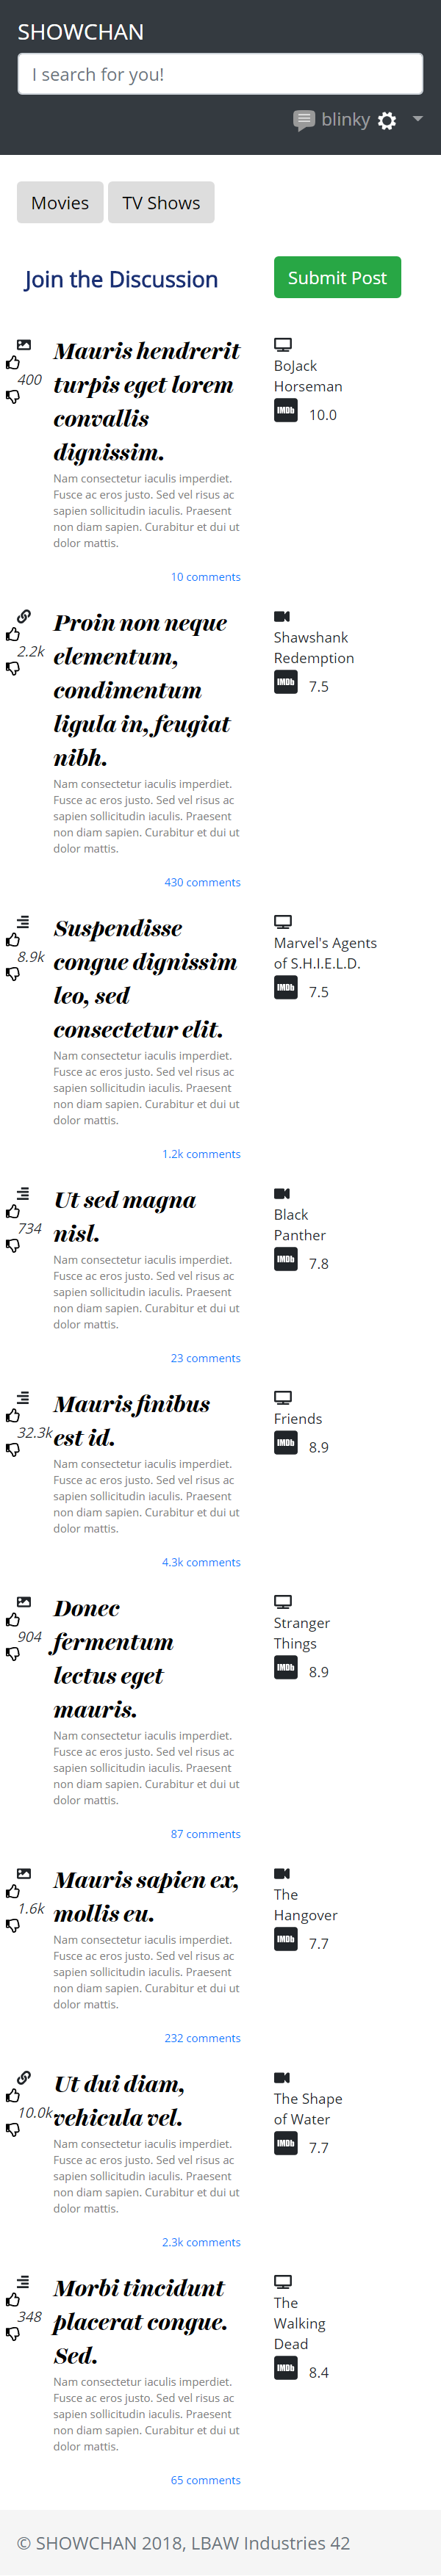 SHOWCHAN
I search for you!
blinky
Movies
TV Shows
Join the Discussion
Submit Post
400
Mauris hendrerit
turpis eget lorem
convallis
dignissim.
Nam consectetur iaculis imperdiet.
Fusce ac eros justo. Sed vel risus ac
sapien sollicitudin iaculis. Praesent
non diam sapien. Curabitur et dui ut
dolor mattis.
10 comments
BoJack
Horseman
IMDb 10.0
2.2k
Proin non neque
elementum,
condimentum
ligula in, feugiat
nibh.
Nam consectetur iaculis imperdiet.
Fusce ac eros justo. Sed vel risus ac
sapien sollicitudin iaculis. Praesent
non diam sapien. Curabitur et dui ut
dolor mattis.
430 comments
Shawshank
Redemption
IMDb 7.5
8.9k
Suspendisse
congue dignissim
leo, sed
consectetur elit.
Nam consectetur iaculis imperdiet.
Fusce ac eros justo. Sed vel risus ac
sapien sollicitudin iaculis. Praesent
non diam sapien. Curabitur et dui ut
dolor mattis.
1.2k comments
Marvel's Agents
of S.H.I.E.L.D.
IMDb 7.5
734
Ut sed magna
nisl.
Nam consectetur iaculis imperdiet.
Fusce ac eros justo. Sed vel risus ac
sapien sollicitudin iaculis. Praesent
non diam sapien. Curabitur et dui ut
dolor mattis.
23 comments
Black
Panther
IMDb 7.8
32.3k
Mauris finibus
est id.
Nam consectetur iaculis imperdiet.
Fusce ac eros justo. Sed vel risus ac
sapien sollicitudin iaculis. Praesent
non diam sapien. Curabitur et dui ut
dolor mattis.
4.3k comments
Friends
IMDb 8.9
904
Donec
fermentum
lectus eget
mauris.
Nam consectetur iaculis imperdiet.
Fusce ac eros justo. Sed vel risus ac
sapien sollicitudin iaculis. Praesent
non diam sapien. Curabitur et dui ut
dolor mattis.
87 comments
Stranger
Things
IMDb 8.9
1.6k
Mauris sapien ex,
mollis eu.
Nam consectetur iaculis imperdiet.
Fusce ac eros justo. Sed vel risus ac
sapien sollicitudin iaculis. Praesent
non diam sapien. Curabitur et dui ut
dolor mattis.
232 comments
The
Hangover
IMDb 7.7
10.0k
Ut dui diam,
vehicula vel.
Nam consectetur iaculis imperdiet.
Fusce ac eros justo. Sed vel risus ac
sapien sollicitudin iaculis. Praesent
non diam sapien. Curabitur et dui ut
dolor mattis.
2.3k comments
The Shape
of Water
IMDb 7.7
348
Morbi tincidunt
placerat congue.
Sed.
Nam consectetur iaculis imperdiet.
Fusce ac eros justo. Sed vel risus ac
sapien sollicitudin iaculis. Praesent
non diam sapien. Curabitur et dui ut
dolor mattis.
65 comments
The
Walking
Dead
IMDb 8.4
© SHOWCHAN 2018, LBAW Industries 42